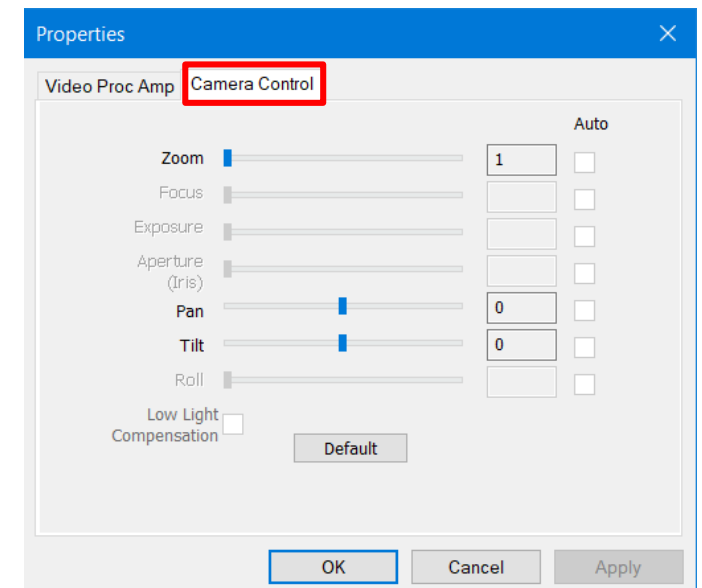 Properties
Video Proc Amp Camera Control
Auto
Zoom 1
Focus
Exposure
Aperture
(Iris)
Pan 0
Tilt 0
Roll
Low Light
Compensation
Default
OK Cancel Apply